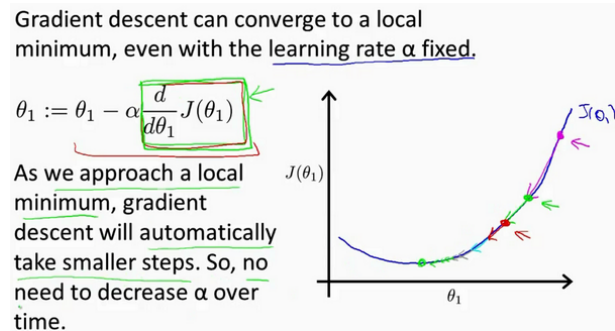 Gradient descent can converge to a local
minimum, even with the learning rate α fixed.
θ₁ := θ₁ − α d/dθ₁ J(θ₁)
As we approach a local
minimum, gradient
descent will automatically
take smaller steps. So, no
need to decrease α over
time.
J(θ₁)
J(θ₁)
θ₁